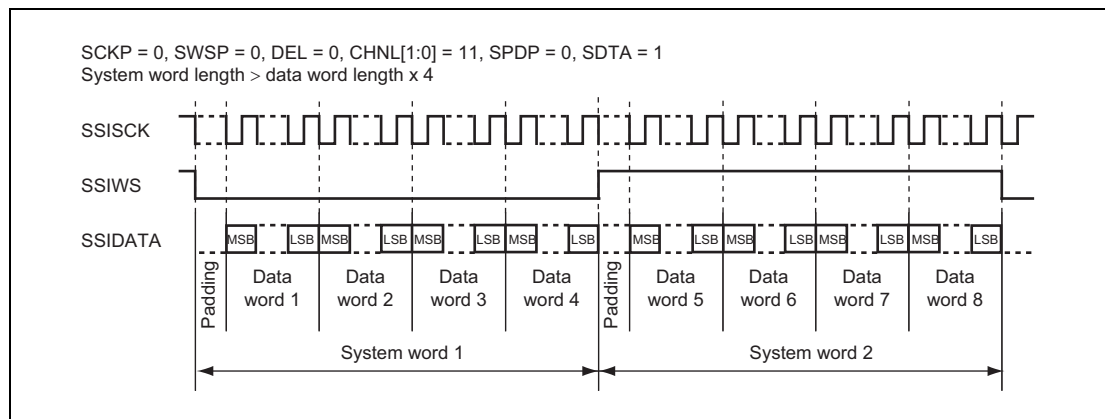 SCKP = 0, SWSP = 0, DEL = 0, CHNL[1:0] = 11, SPDP = 0, SDTA = 1
System word length > data word length x 4
SSISCK
SSIWS
SSIDATA
MSB LSB MSB LSB MSB LSB MSB LSB MSB LSB MSB LSB MSB LSB MSB LSB
Padding
Data word 1
Data word 2
Data word 3
Data word 4
Padding
Data word 5
Data word 6
Data word 7
Data word 8
System word 1
System word 2